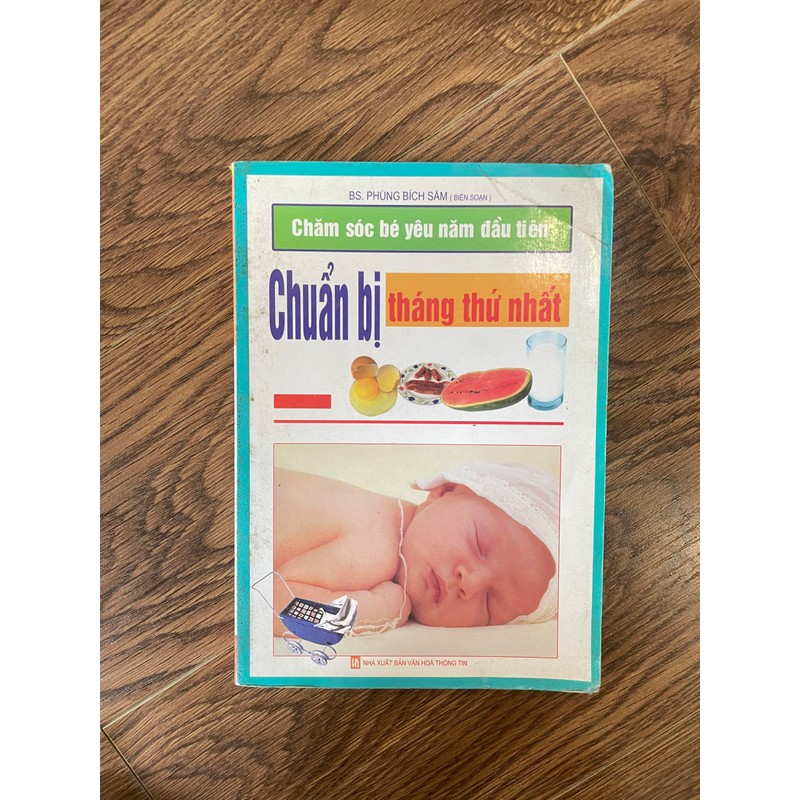 BS. PHÙNG BÍCH SÂM ( BIÊN SOẠN )
Chăm sóc bé yêu năm đầu tiên
Chuẩn bị tháng thứ nhất
NHÀ XUẤT BẢN VĂN HOÁ THÔNG TIN